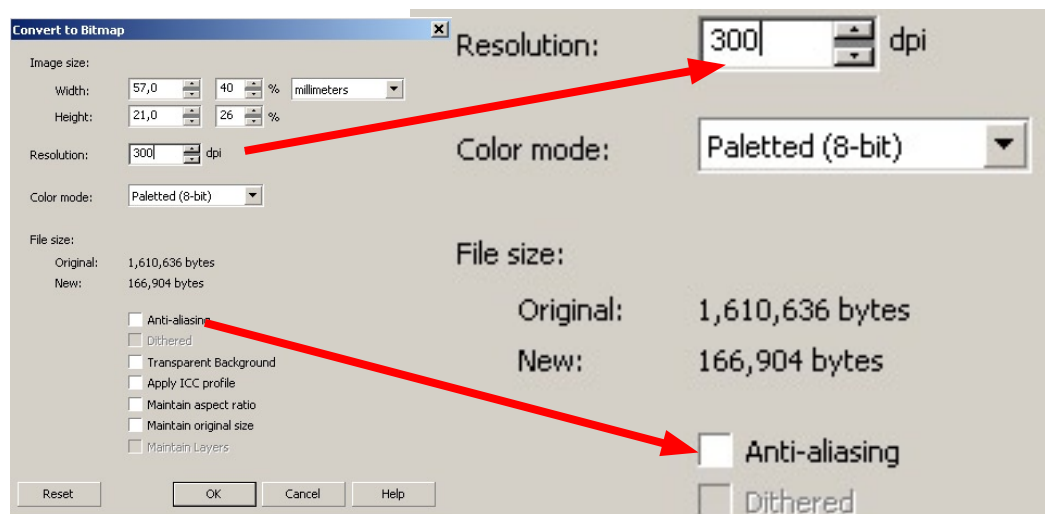 Convert to Bitmap
Image size:
Width: 57,0 40 % millimeters
Height: 21,0 26 %
Resolution: 300 dpi
Color mode: Paletted (8-bit)
File size:
Original: 1,610,636 bytes
New: 166,904 bytes
Anti-aliasing
Dithered
Transparent Background
Apply ICC profile
Maintain aspect ratio
Maintain original size
Maintain Layers
Reset OK Cancel Help
Resolution: 300 dpi
Color mode: Paletted (8-bit)
File size:
Original: 1,610,636 bytes
New: 166,904 bytes
Anti-aliasing
Dithered